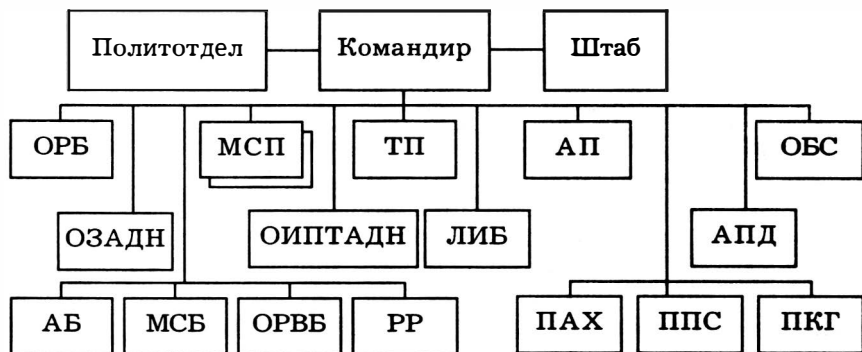 Политотдел Командир Штаб
ОРБ МСП ТП АП ОБС
ОЗАДН ОИПТАДН ЛИБ АПД
АБ МСБ ОРВБ РР ПАХ ППС ПКГ